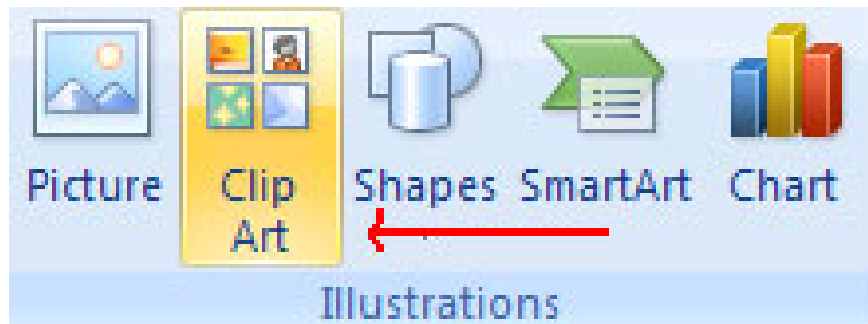 Picture
Clip Art
Shapes
SmartArt
Chart
Illustrations